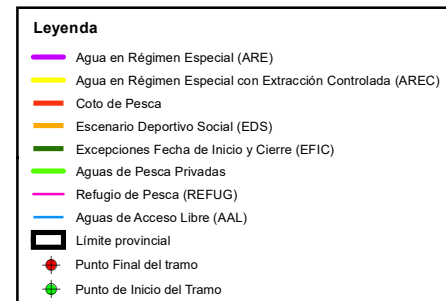 Leyenda
Agua en Régimen Especial (ARE)
Agua en Régimen Especial con Extracción Controlada (AREC)
Coto de Pesca
Escenario Deportivo Social (EDS)
Excepciones Fecha de Inicio y Cierre (EFIC)
Aguas de Pesca Privadas
Refugio de Pesca (REFUG)
Aguas de Acceso Libre (AAL)
Límite provincial
Punto Final del tramo
Punto de Inicio del Tramo